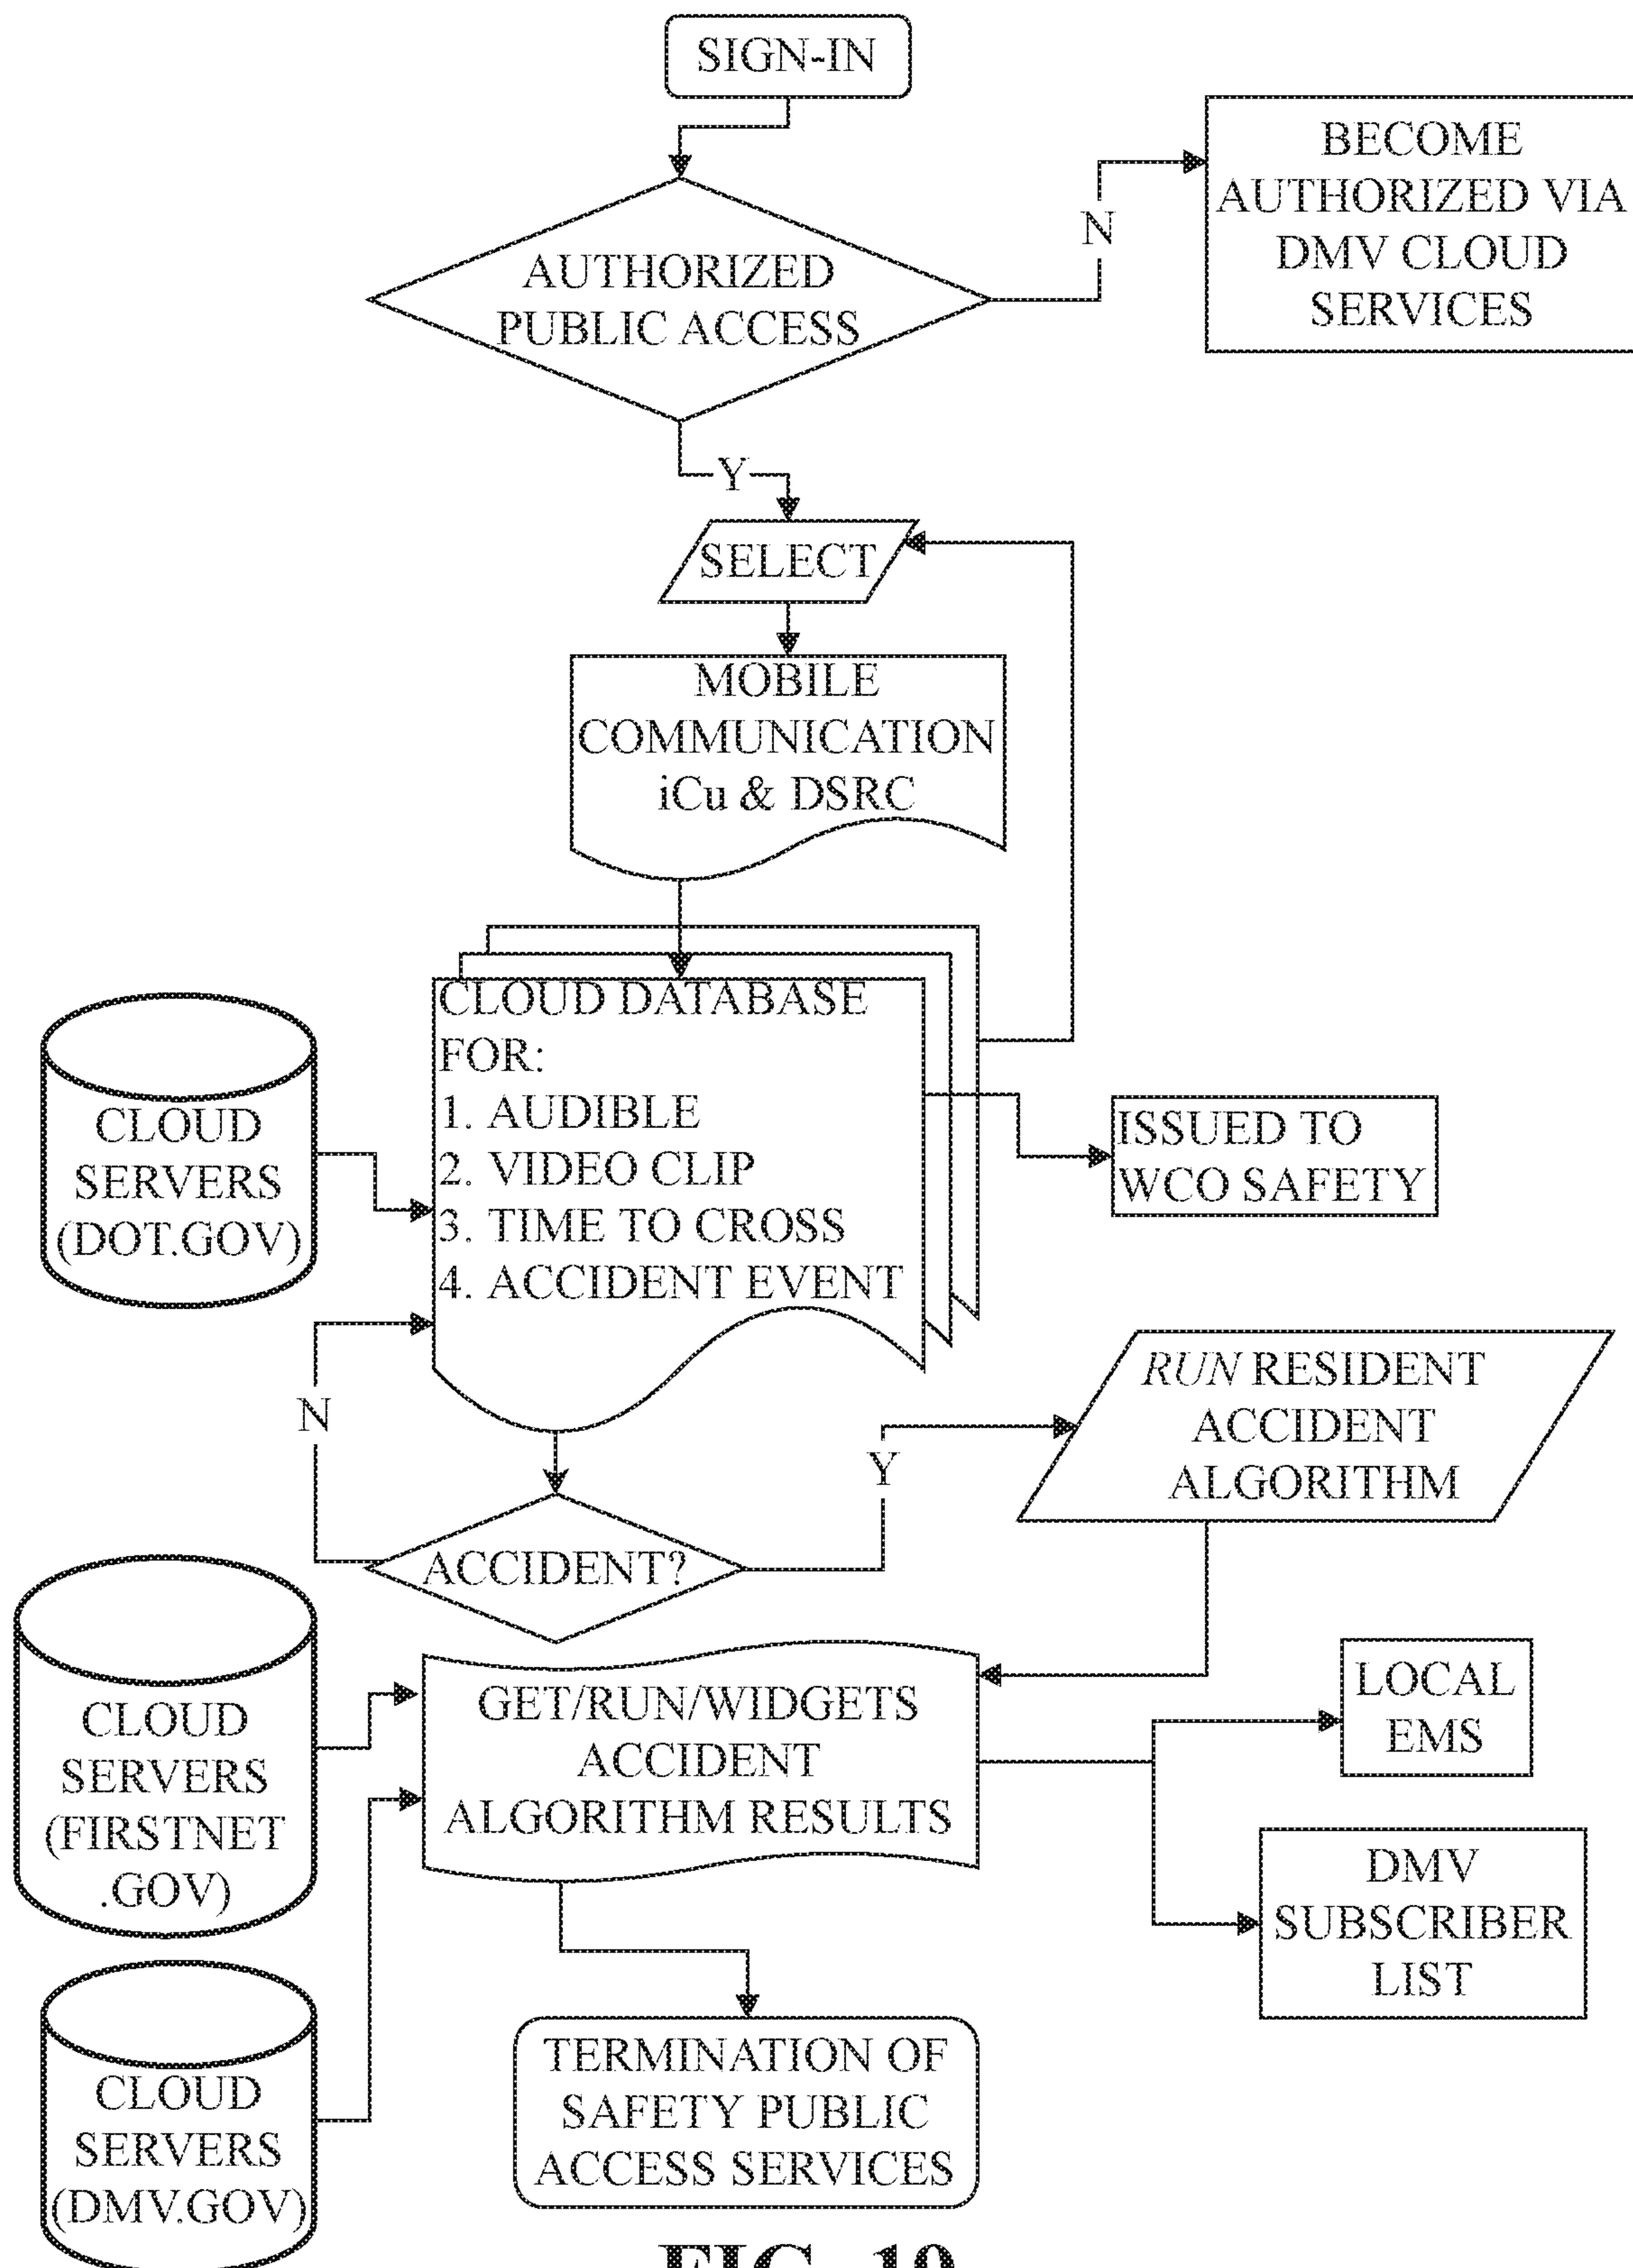 SIGN-IN
BECOME
AUTHORIZED VIA
DMV CLOUD
SERVICES
N
AUTHORIZED
PUBLIC ACCESS
Y
SELECT
MOBILE
COMMUNICATION
iCu & DSRC
CLOUD DATABASE
FOR:
1. AUDIBLE
2. VIDEO CLIP
3. TIME TO CROSS
4. ACCIDENT EVENT
CLOUD
SERVERS
(DOT.GOV)
ISSUED TO
WCO SAFETY
N
Y
RUN RESIDENT
ACCIDENT
ALGORITHM
ACCIDENT?
CLOUD
SERVERS
(FIRSTNET
.GOV)
GET/RUN/WIDGETS
ACCIDENT
ALGORITHM RESULTS
LOCAL
EMS
DMV
SUBSCRIBER
LIST
CLOUD
SERVERS
(DMV.GOV)
TERMINATION OF
SAFETY PUBLIC
ACCESS SERVICES